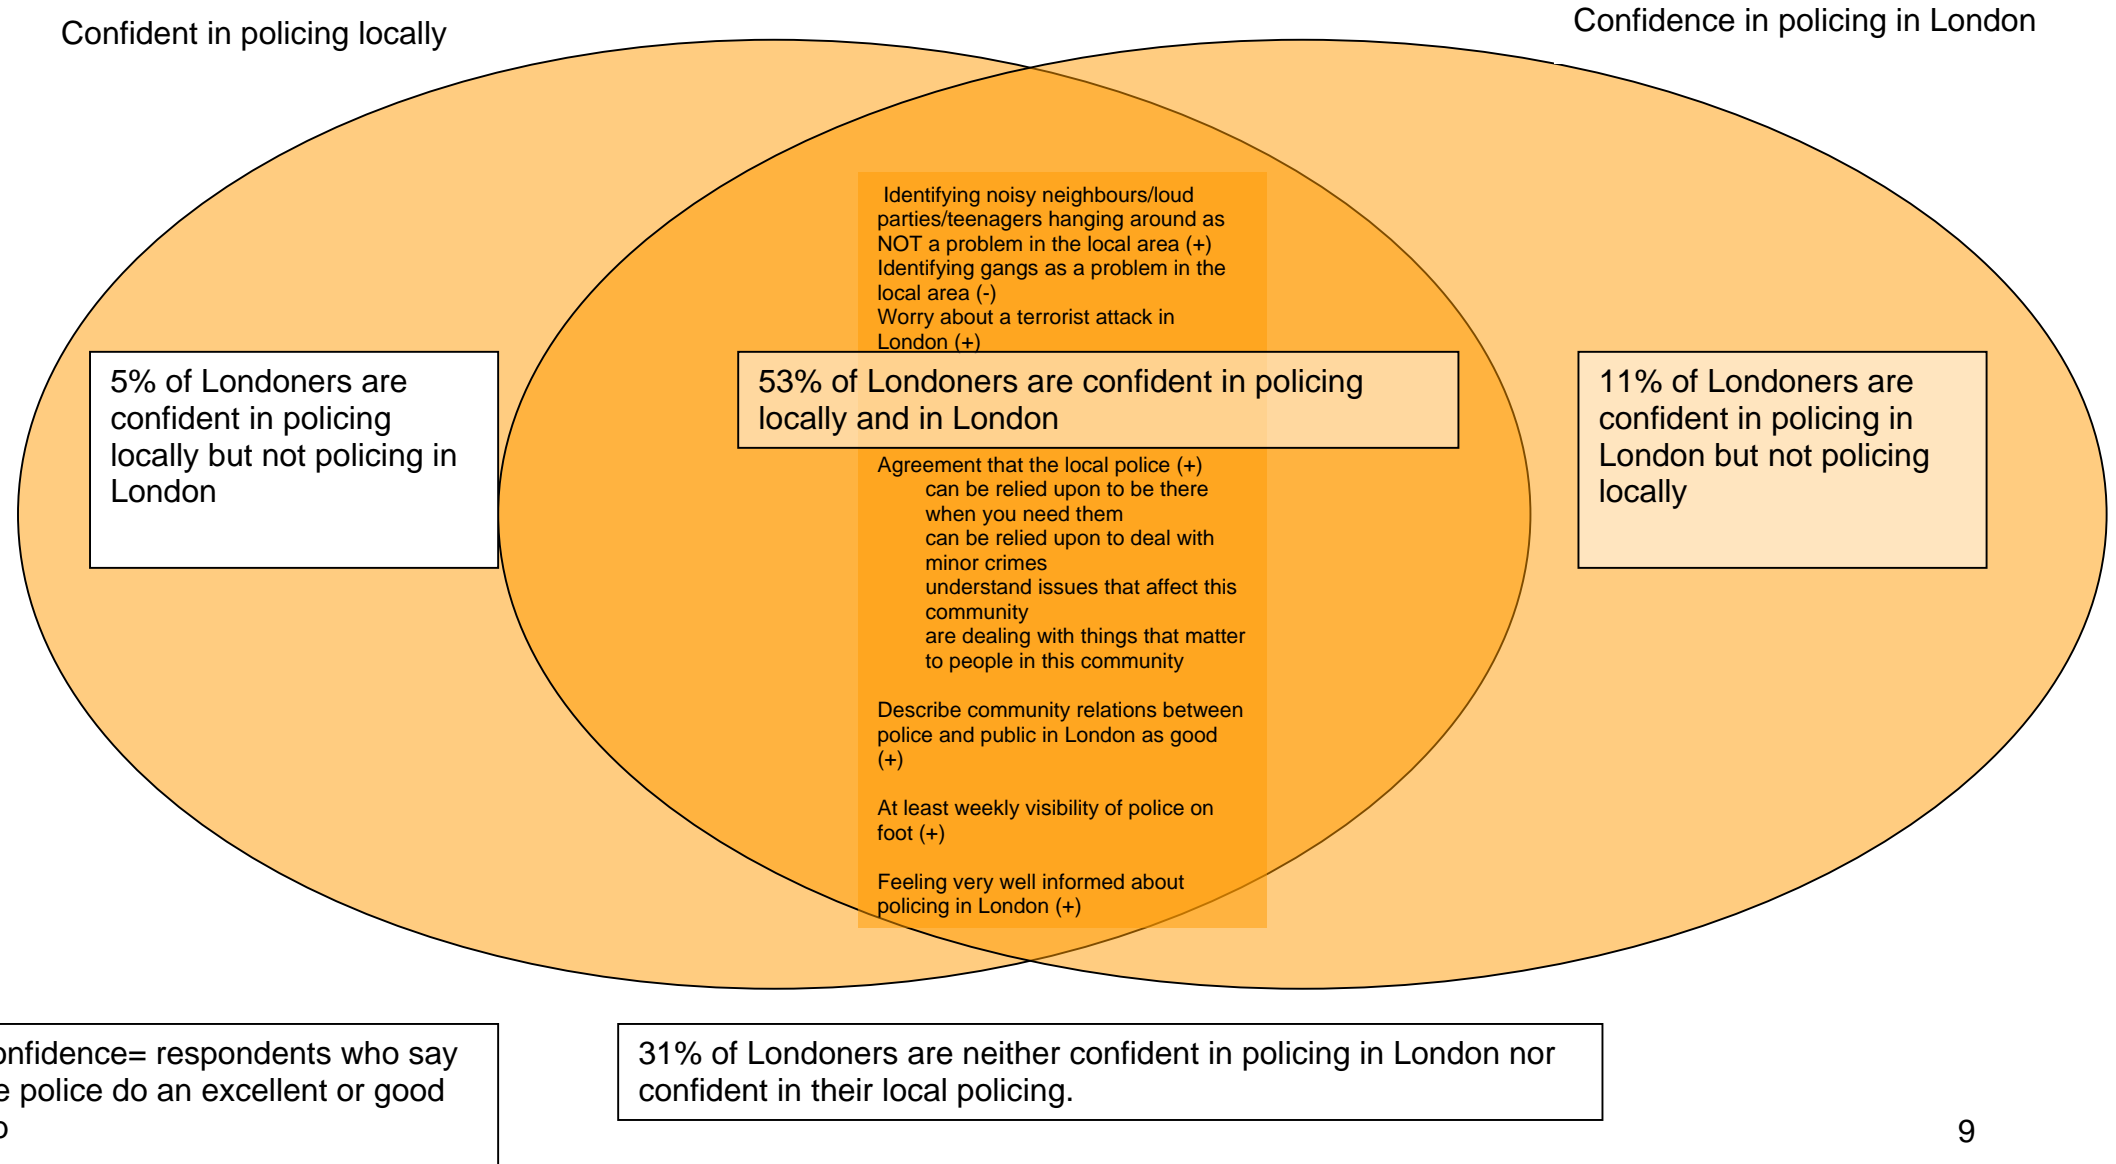 Confident in policing locally
Confidence in policing in London
Identifying noisy neighbours/loud
parties/teenagers hanging around as
NOT a problem in the local area (+)
Identifying gangs as a problem in the
local area (-)
Worry about a terrorist attack in
London (+)
5% of Londoners are
confident in policing
locally but not policing in
London
53% of Londoners are confident in policing
locally and in London
11% of Londoners are
confident in policing in
London but not policing
locally
Agreement that the local police (+)
can be relied upon to be there
when you need them
can be relied upon to deal with
minor crimes
understand issues that affect this
community
are dealing with things that matter
to people in this community
Describe community relations between
police and public in London as good
(+)
At least weekly visibility of police on
foot (+)
Feeling very well informed about
policing in London (+)
onfidence= respondents who say
e police do an excellent or good
31% of Londoners are neither confident in policing in London nor
confident in their local policing.
9